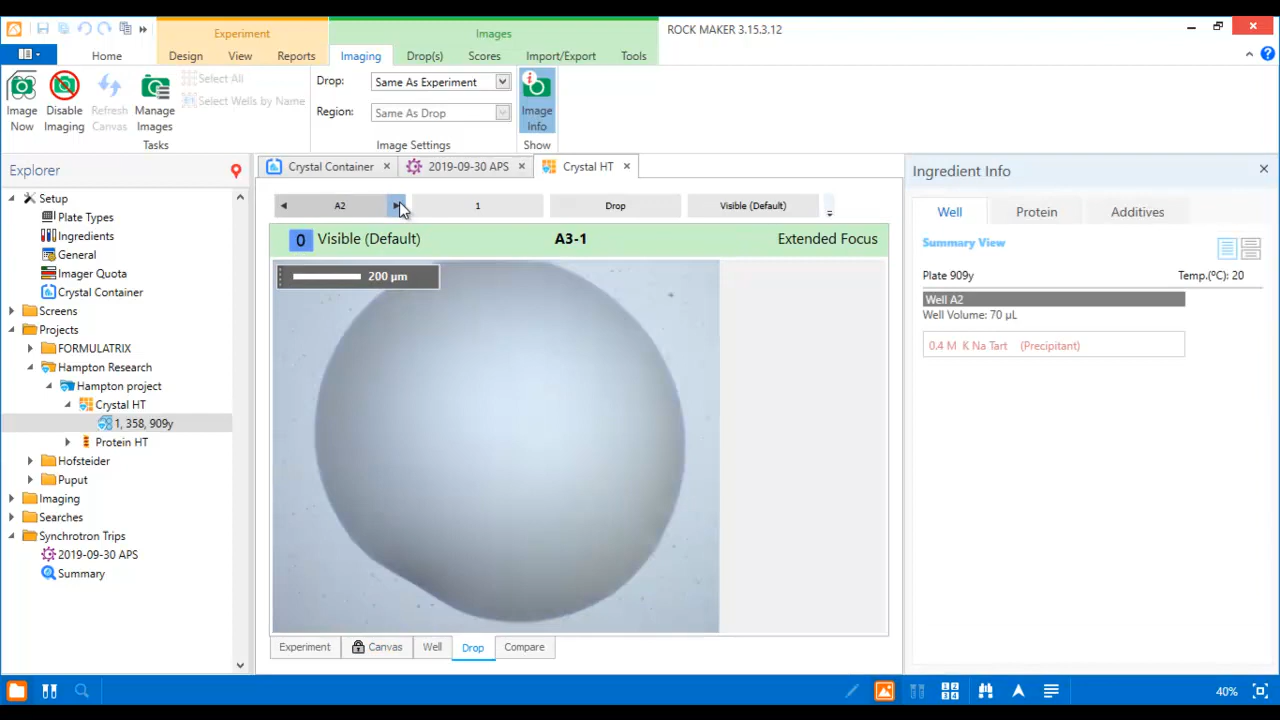 Experiment
Images
ROCK MAKER 3.15.3.12
Home
Design
View
Reports
Imaging
Drop(s)
Scores
Import/Export
Tools
Image Now
Disable Imaging
Refresh Canvas
Manage Images
Select All
Select Wells by Name
Tasks
Drop:
Same As Experiment
Region:
Same As Drop
Image Settings
Image Info
Show
Explorer
Setup
Plate Types
Ingredients
General
Imager Quota
Crystal Container
Screens
Projects
FORMULATRIX
Hampton Research
Hampton project
Crystal HT
1, 358, 909y
Protein HT
Hofsteider
Puput
Imaging
Searches
Synchrotron Trips
2019-09-30 APS
Summary
Crystal Container
2019-09-30 APS
Crystal HT
A2
1
Drop
Visible (Default)
0 Visible (Default)
A3-1
Extended Focus
200 µm
Experiment
Canvas
Well
Drop
Compare
Ingredient Info
Well
Protein
Additives
Summary View
Plate 909y
Temp.(ºC): 20
Well A2
Well Volume: 70 µL
0.4 M K Na Tart (Precipitant)
40%